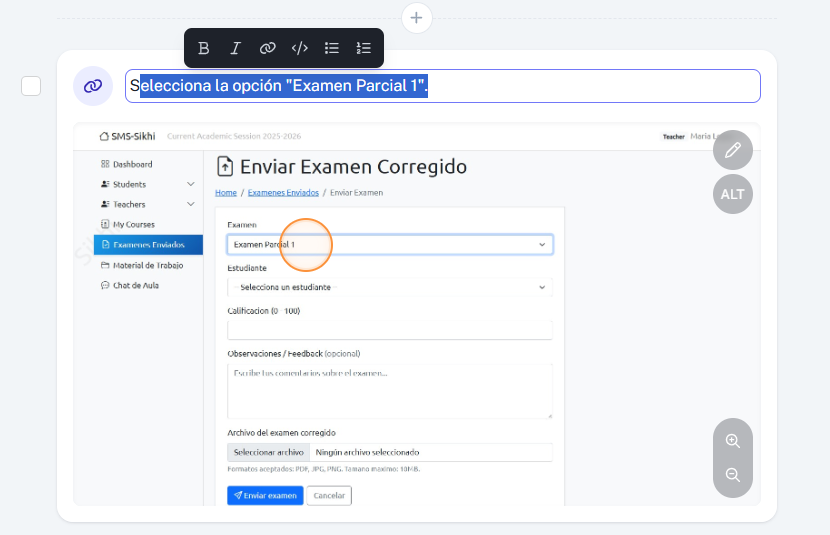 Selecciona la opción "Examen Parcial 1".
SMS-Sikhi Current Academic Session 2025-2026 Teacher Maria
Dashboard
Students
Teachers
My Courses
Examenes Enviados
Material de Trabajo
Chat de Aula
Enviar Examen Corregido
Home / Examenes Enviados / Enviar Examen
Examen
Examen Parcial 1
Estudiante
Selecciona un estudiante
Calificacion (0 100)
Observaciones / Feedback (opcional)
Escribe tus comentarios sobre el examen...
Archivo del examen corregido
Seleccionar archivo Ningún archivo seleccionado
Formatos aceptados: PDF, JPG, PNG. Tamano maximo: 10MB.
Enviar examen Cancelar
ALT